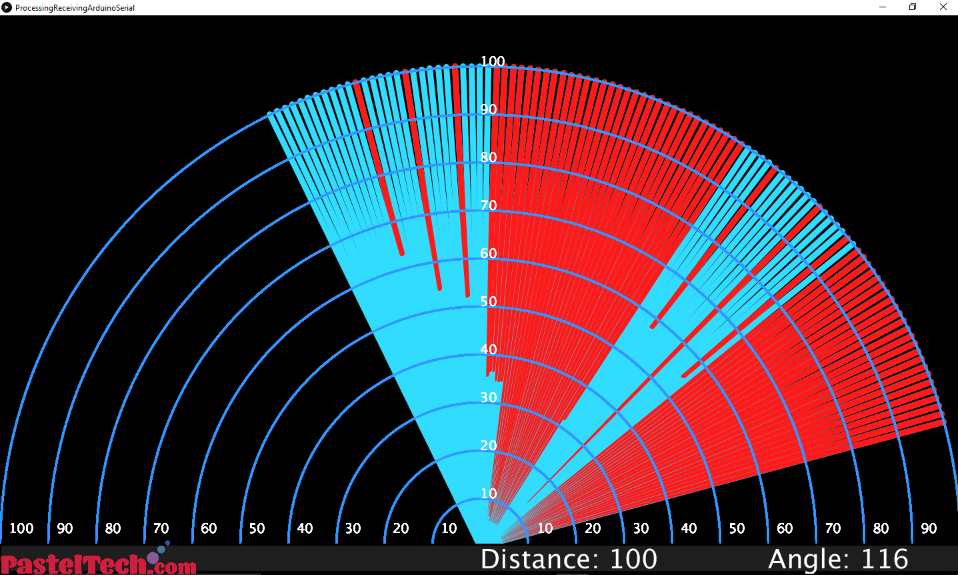 ProcessingReceivingArduinoSerial
100
90
80
70
60
50
40
30
20
10
100 90 80 70 60 50 40 30 20 10 10 20 30 40 50 60 70 80 90
Distance: 100 Angle: 116
PastelTech.com